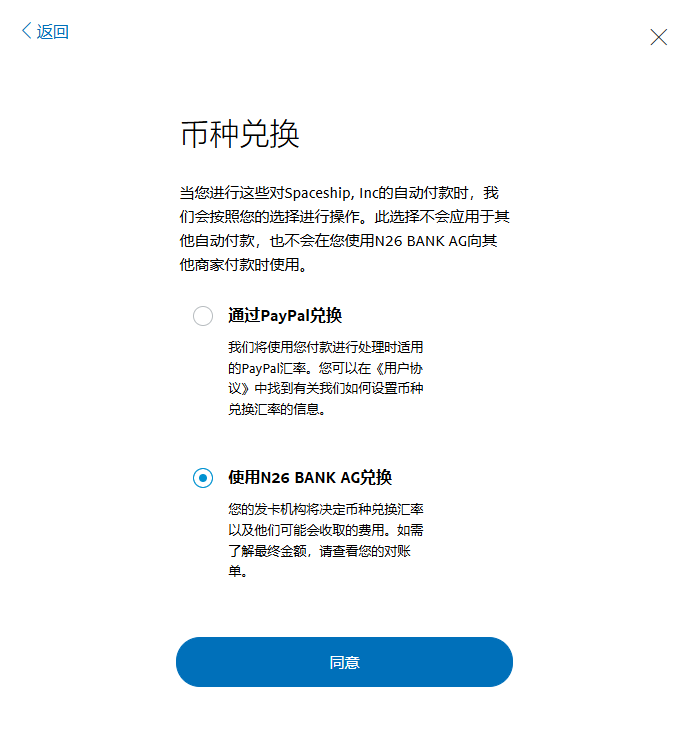 返回
币种兑换
当您进行这些对Spaceship, Inc的自动付款时，我
们会按照您的选择进行操作。此选择不会应用于其
他自动付款，也不会在您使用N26 BANK AG向其
他商家付款时使用。
通过PayPal兑换
我们将使用您付款进行处理时适用
的PayPal汇率。您可以在《用户协
议》中找到有关我们如何设置币种
兑换汇率的信息。
使用N26 BANK AG兑换
您的发卡机构将决定币种兑换汇率
以及他们可能会收取的费用。如需
了解最终金额，请查看您的对账
单。
同意